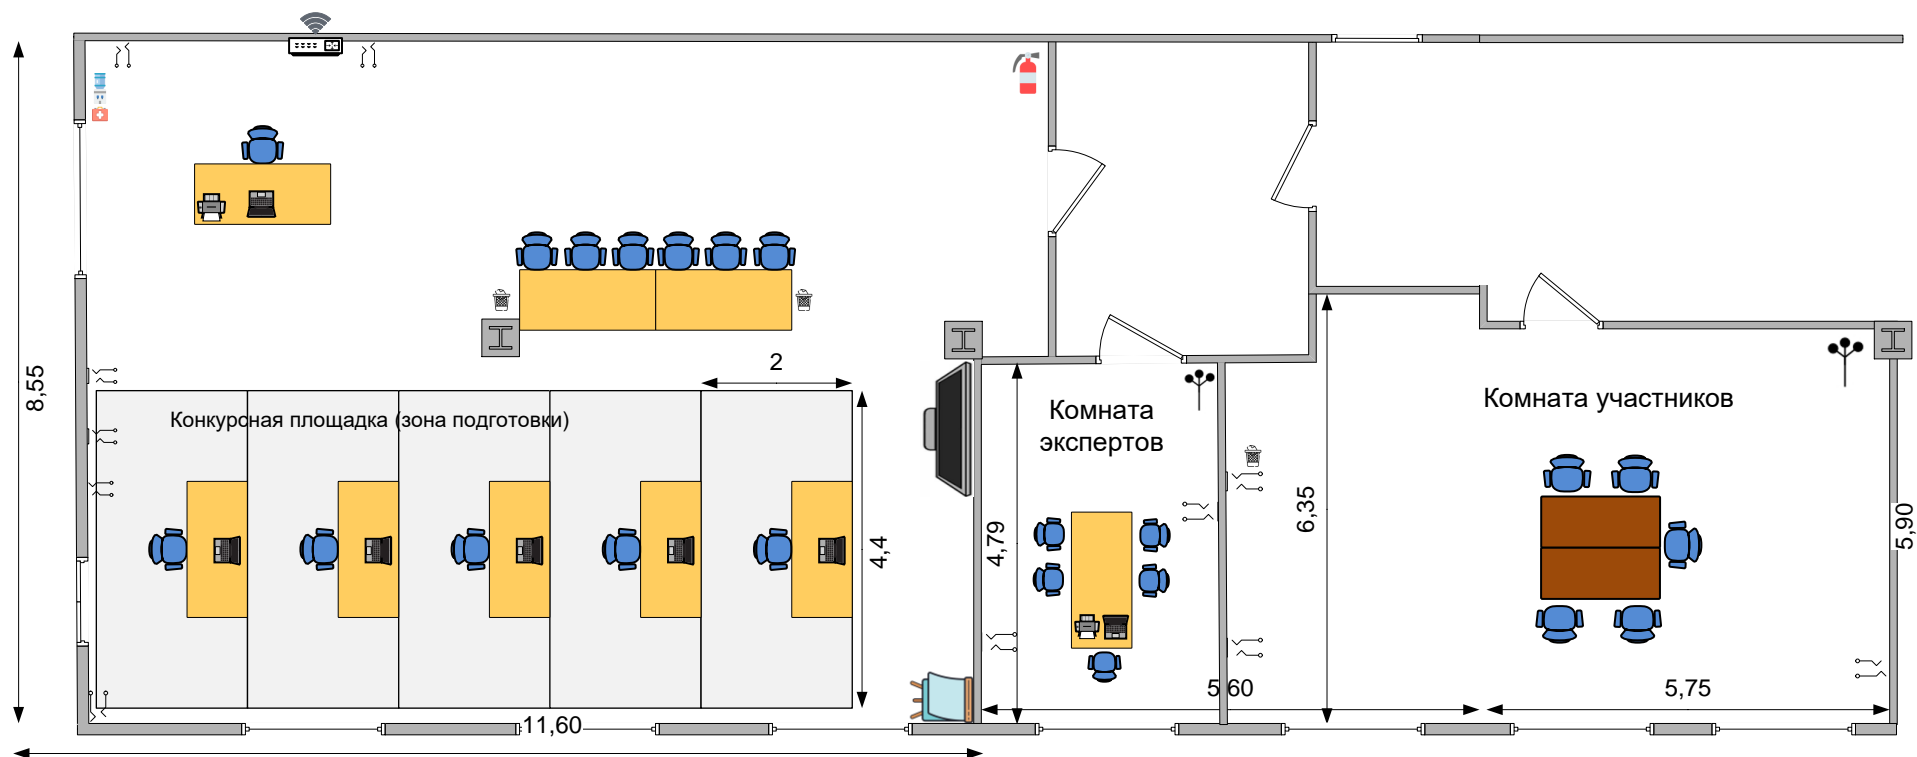 8,55
2
Конкурсная площадка (зона подготовки)
Комната
экспертов
Комната участников
4,4
4,79
6,35
5,90
5,60
5,75
11,60